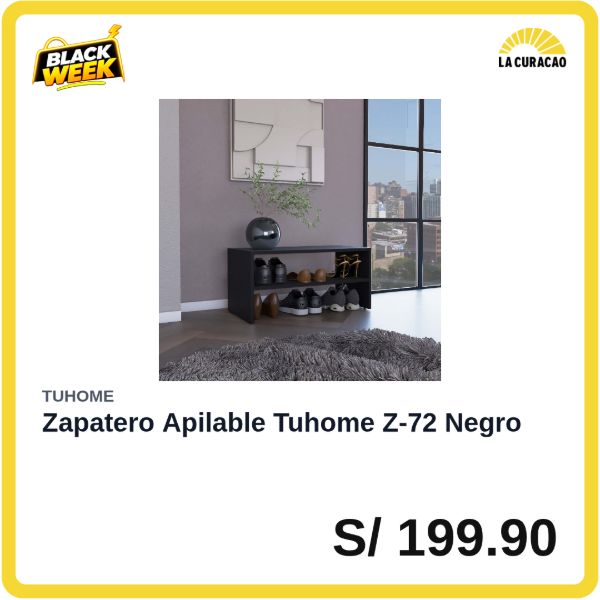 BLACK
WEEK
LA CURACAO
TUHOME
Zapatero Apilable Tuhome Z-72 Negro
S/ 199.90